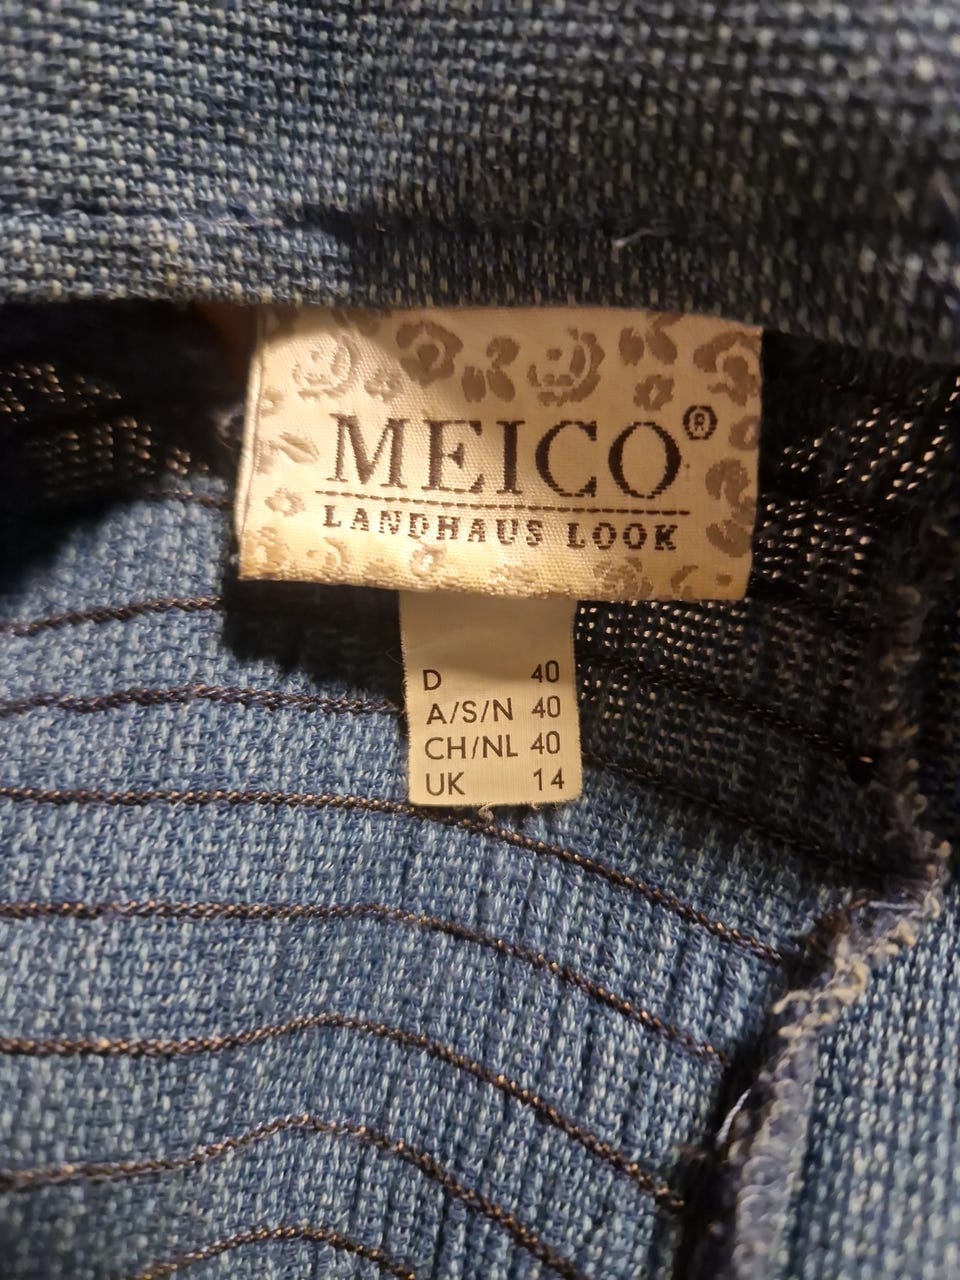 MEICO®
LANDHAUS LOOK
D 40
A/S/N 40
CH/NL 40
UK 14